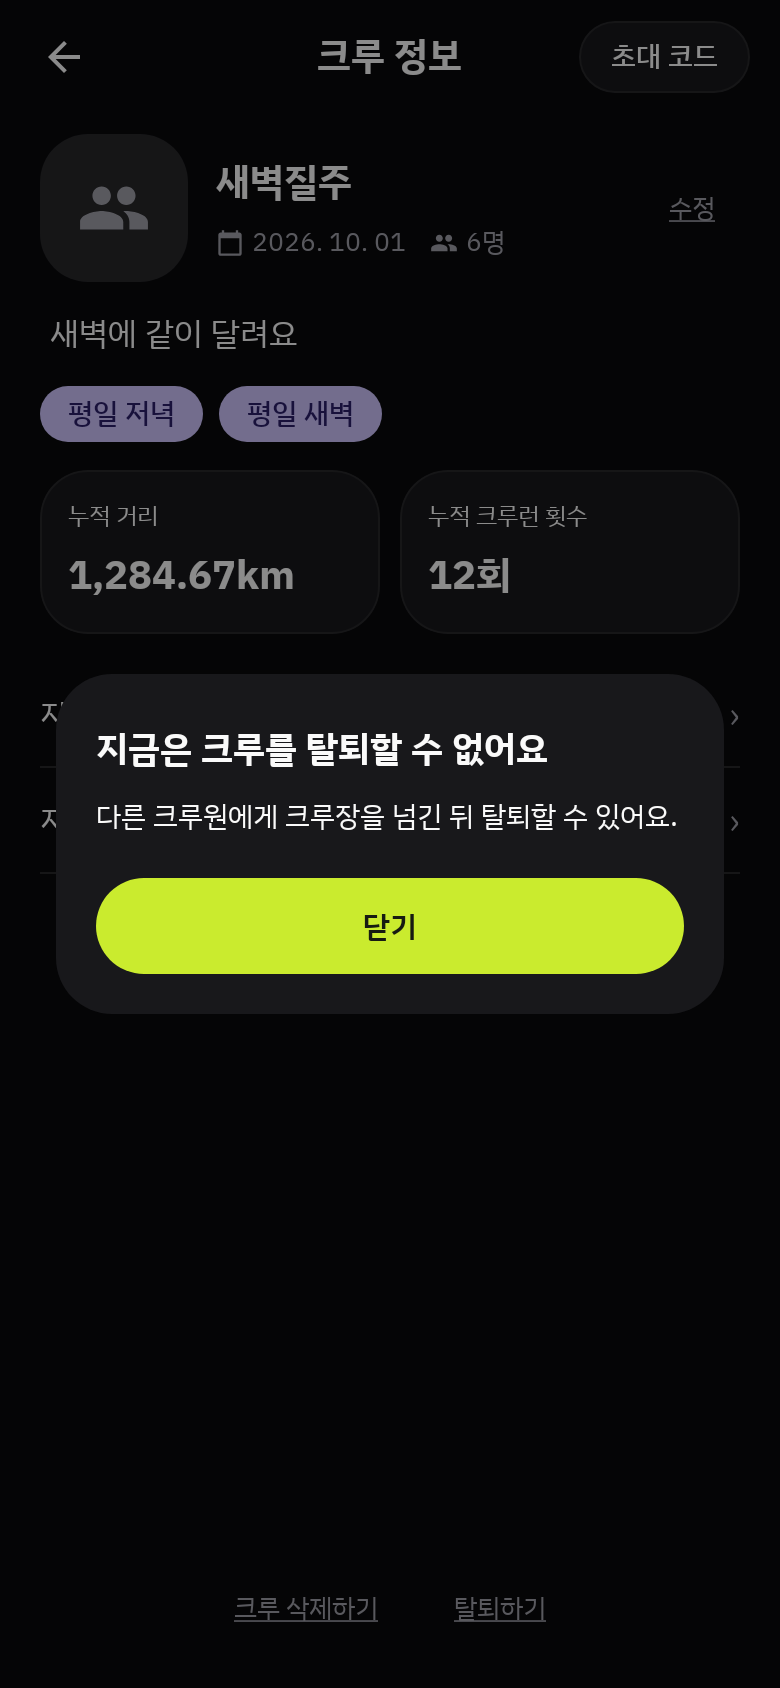 크루 정보
초대 코드
새벽질주
수정
2026. 10. 01 6명
새벽에 같이 달려요
평일 저녁 평일 새벽
누적 거리
1,284.67km
누적 크루런 횟수
12회
지금은 크루를 탈퇴할 수 없어요
다른 크루원에게 크루장을 넘긴 뒤 탈퇴할 수 있어요.
닫기
크루 삭제하기 탈퇴하기